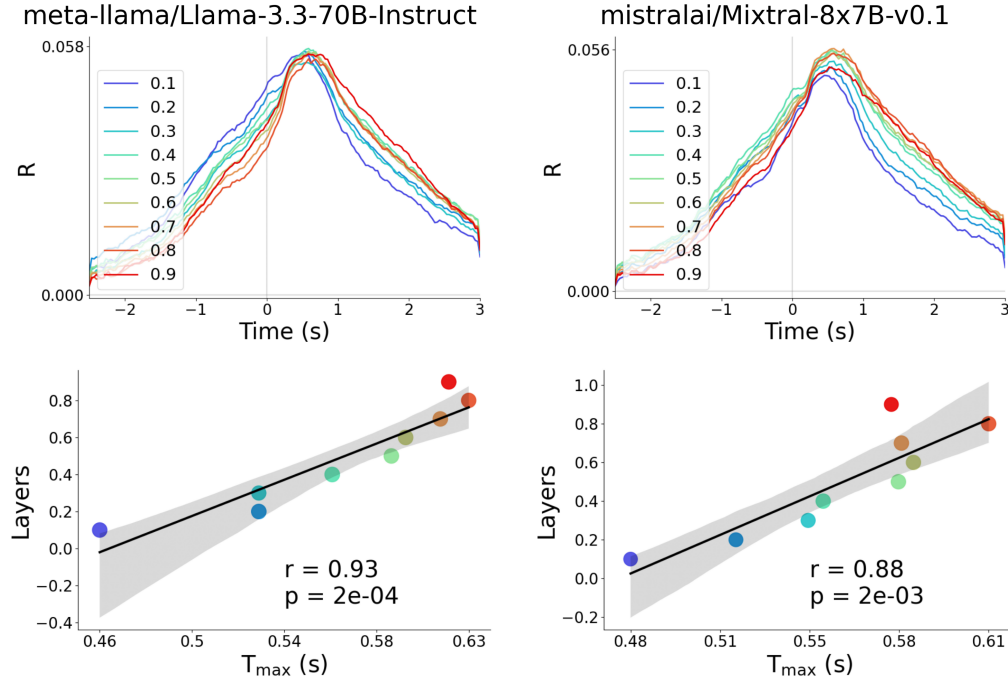 meta-llama/Llama-3.3-70B-Instruct
0.058
0.000
R
0.1
0.2
0.3
0.4
0.5
0.6
0.7
0.8
0.9
−2 −1 0 1 2 3
Time (s)
mistralai/Mixtral-8x7B-v0.1
0.056
0.000
R
0.1
0.2
0.3
0.4
0.5
0.6
0.7
0.8
0.9
−2 −1 0 1 2 3
Time (s)
0.8
0.6
0.4
0.2
0.0
−0.2
−0.4
Layers
r = 0.93
p = 2e-04
0.46 0.5 0.54 0.58 0.63
Tmax (s)
1.0
0.8
0.6
0.4
0.2
0.0
−0.2
Layers
r = 0.88
p = 2e-03
0.48 0.51 0.55 0.58 0.61
Tmax (s)